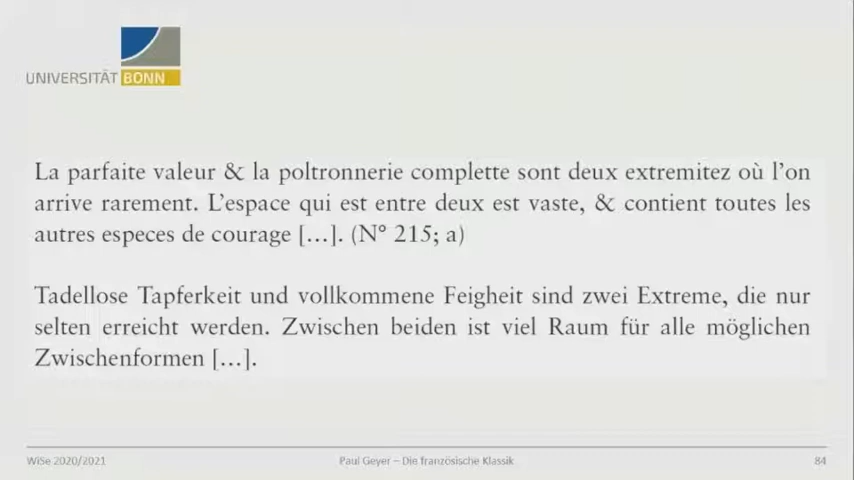 UNIVERSITÄT BONN
La parfaite valeur & la poltronnerie complette sont deux extremitez où l’on
arrive rarement. L’espace qui est entre deux est vaste, & contient toutes les
autres especes de courage […]. (N° 215; a)
Tadellose Tapferkeit und vollkommene Feigheit sind zwei Extreme, die nur
selten erreicht werden. Zwischen beiden ist viel Raum für alle möglichen
Zwischenformen […].
WiSe 2020/2021 Paul Geyer – Die französische Klassik 84